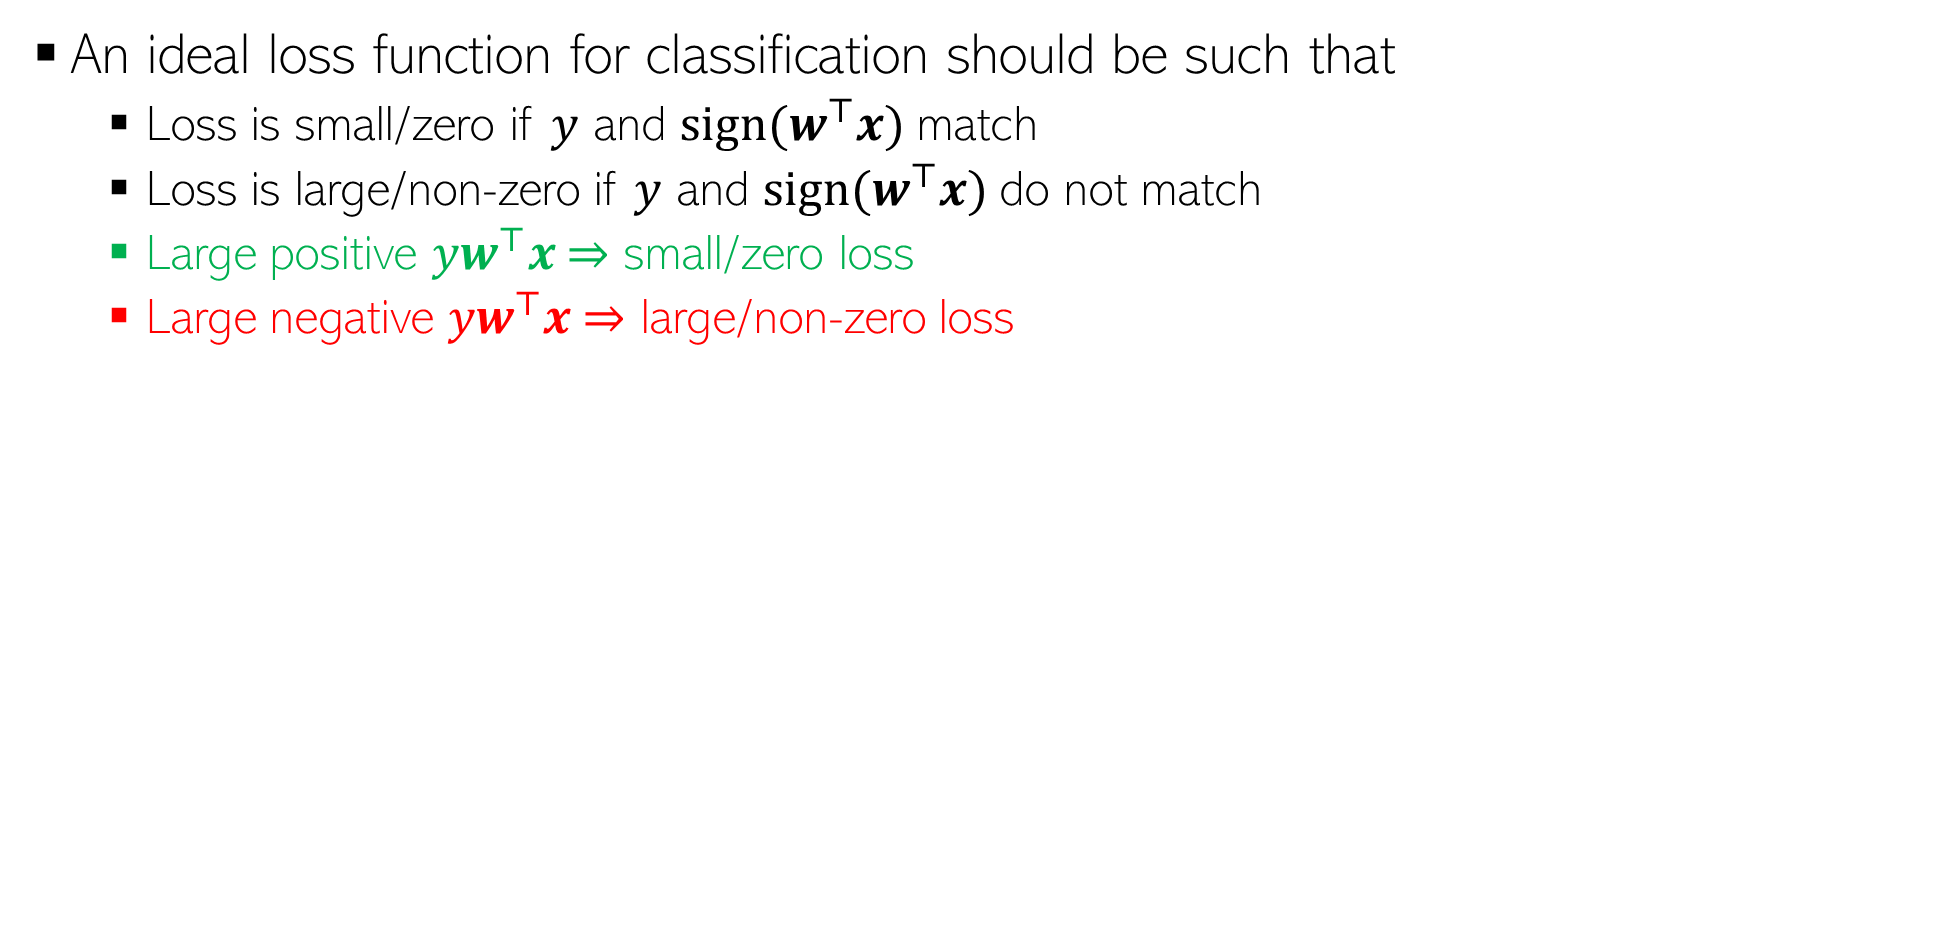 ▪ An ideal loss function for classification should be such that
▪ Loss is small/zero if y and sign(w⊤x) match
▪ Loss is large/non-zero if y and sign(w⊤x) do not match
▪ Large positive yw⊤x ⇒ small/zero loss
▪ Large negative yw⊤x ⇒ large/non-zero loss